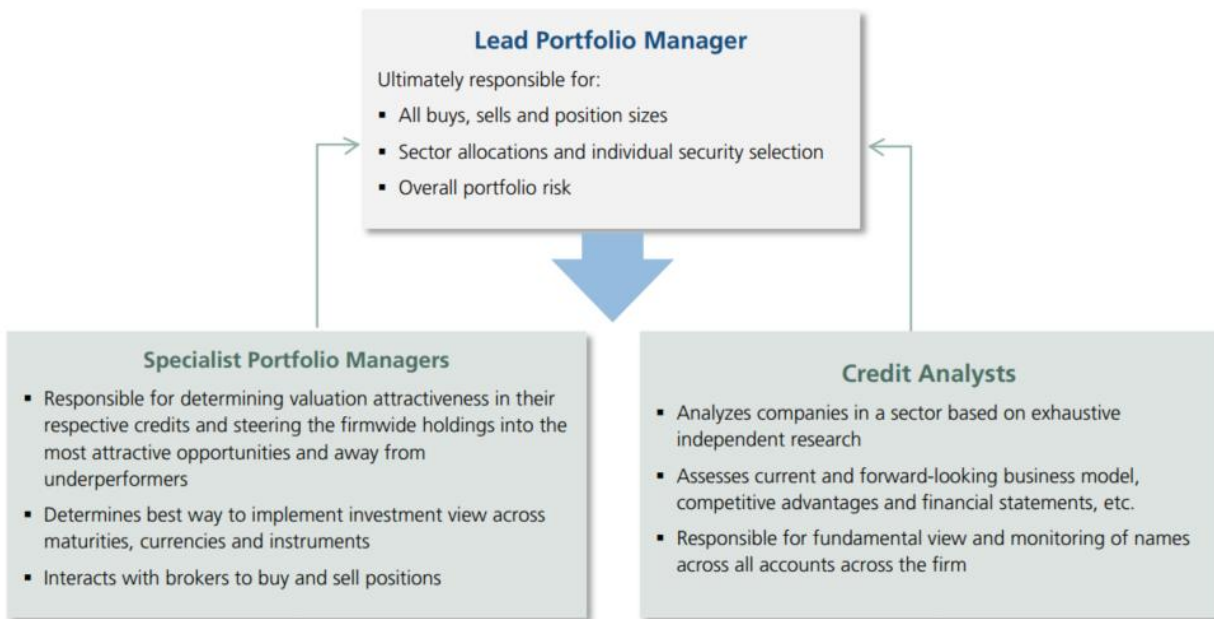 Lead Portfolio Manager
Ultimately responsible for:
▪ All buys, sells and position sizes
▪ Sector allocations and individual security selection
▪ Overall portfolio risk
Specialist Portfolio Managers
▪ Responsible for determining valuation attractiveness in their
respective credits and steering the firmwide holdings into the
most attractive opportunities and away from
underperformers
▪ Determines best way to implement investment view across
maturities, currencies and instruments
▪ Interacts with brokers to buy and sell positions
Credit Analysts
▪ Analyzes companies in a sector based on exhaustive
independent research
▪ Assesses current and forward-looking business model,
competitive advantages and financial statements, etc.
▪ Responsible for fundamental view and monitoring of names
across all accounts across the firm